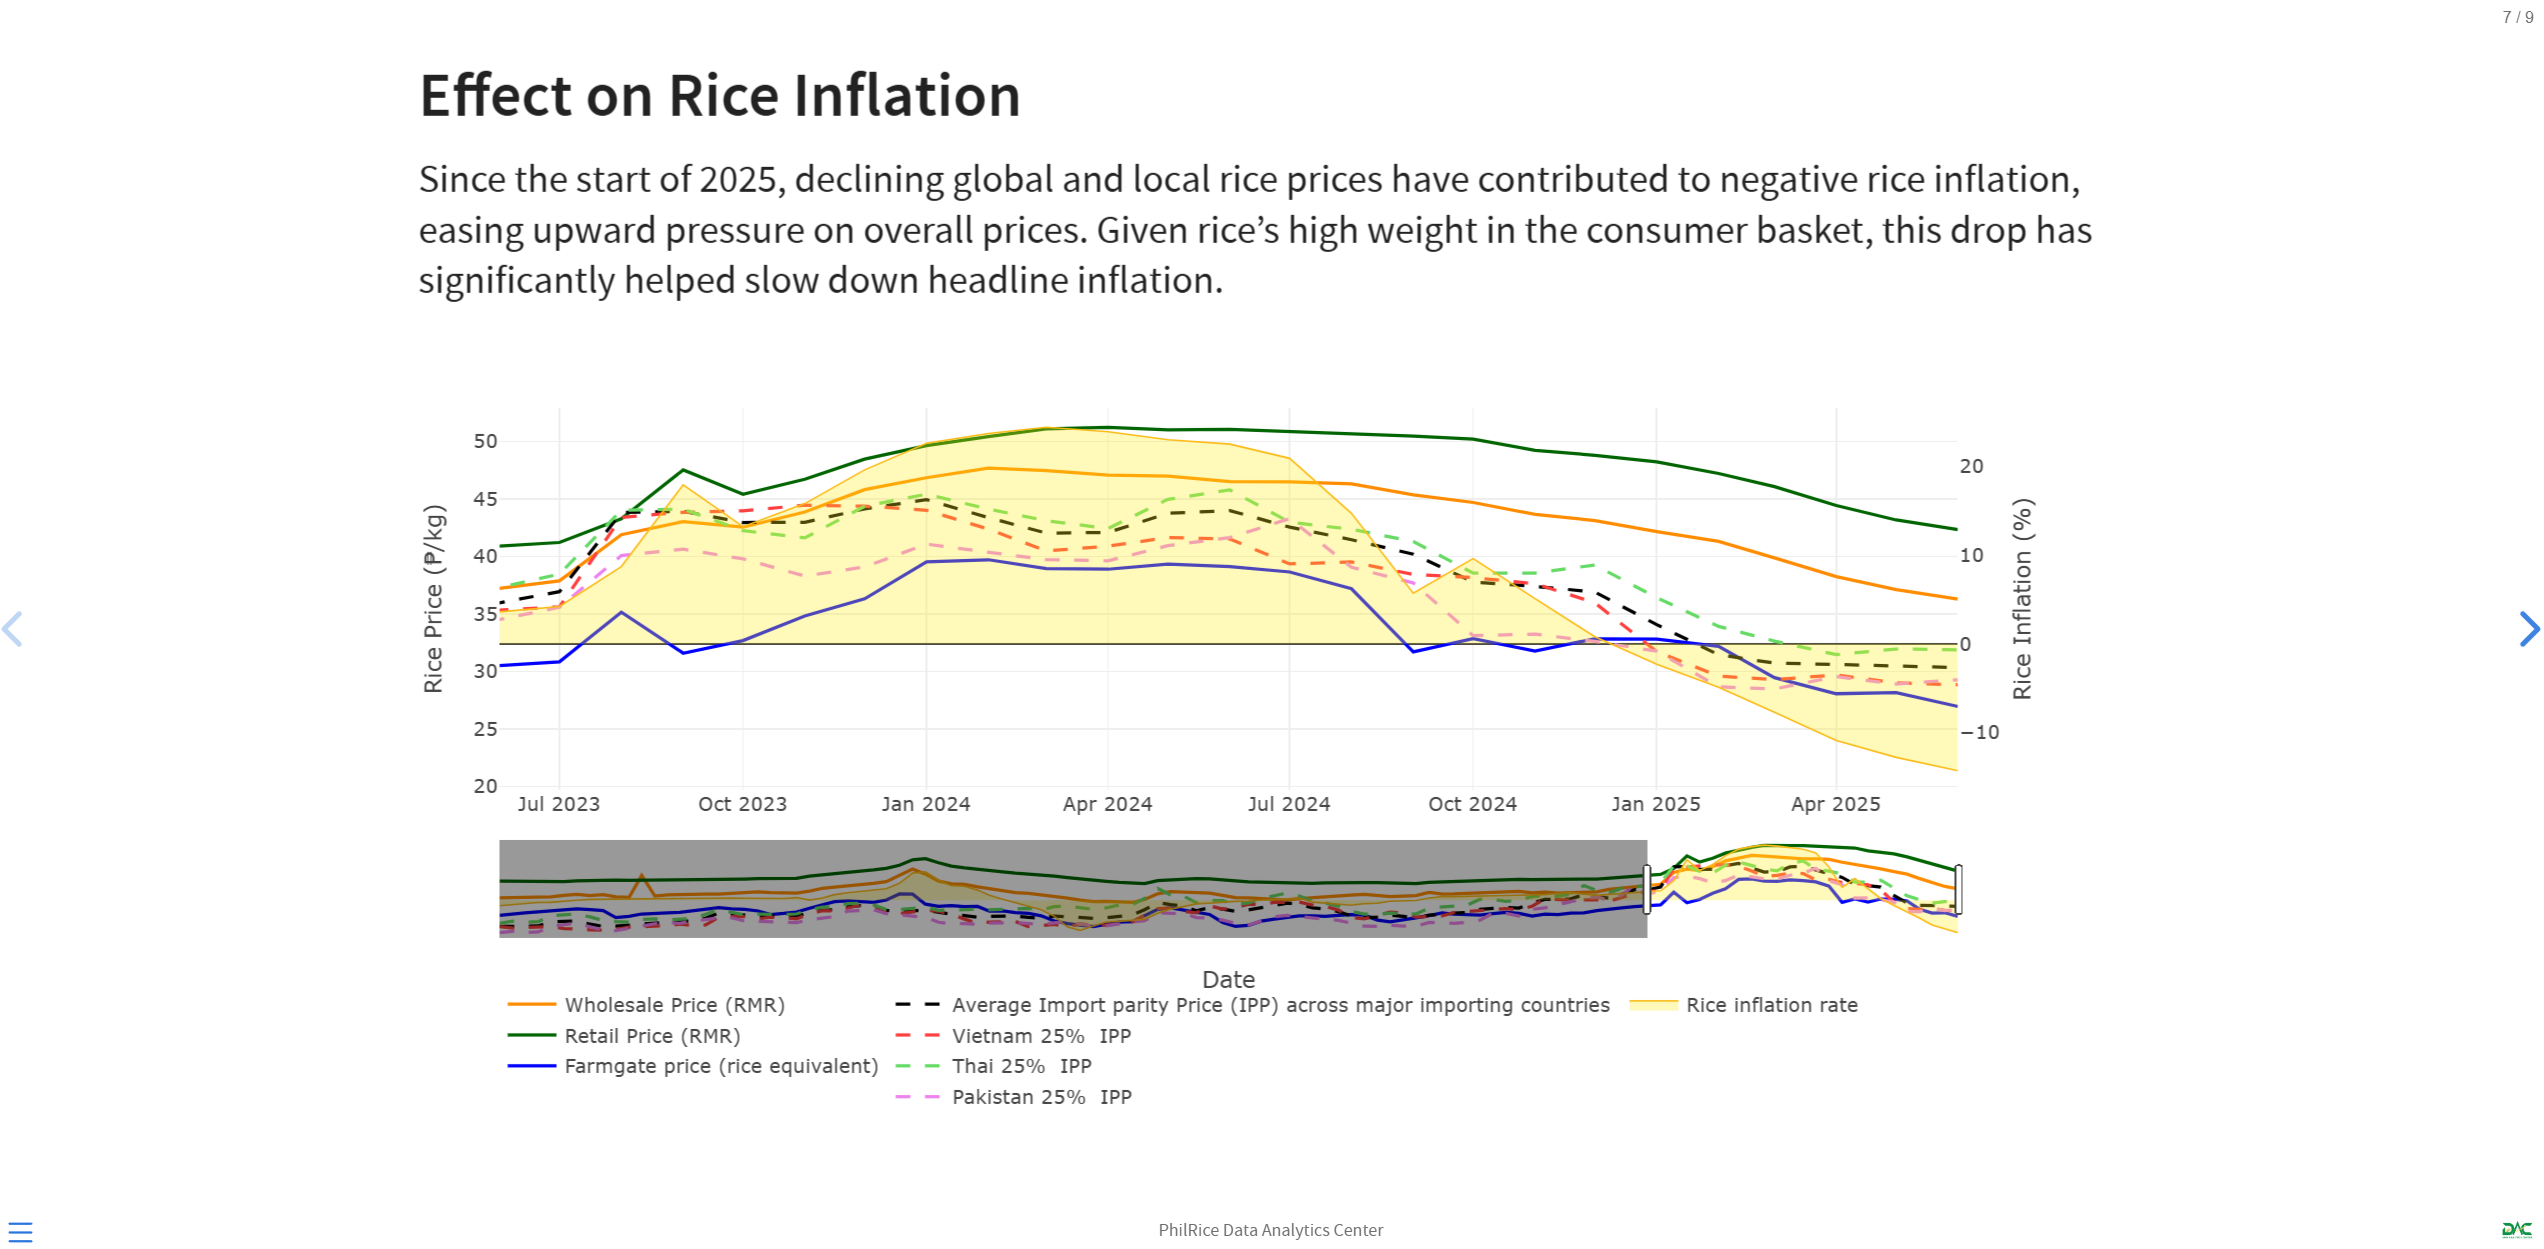 7 / 9
Effect on Rice Inflation
Since the start of 2025, declining global and local rice prices have contributed to negative rice inflation,
easing upward pressure on overall prices. Given rice’s high weight in the consumer basket, this drop has
significantly helped slow down headline inflation.
Rice Price (₱/kg)
50
45
40
35
30
25
20
20
10
0
−10
Rice Inflation (%)
Jul 2023
Oct 2023
Jan 2024
Apr 2024
Jul 2024
Oct 2024
Jan 2025
Apr 2025
Date
Wholesale Price (RMR)
Retail Price (RMR)
Farmgate price (rice equivalent)
Average Import parity Price (IPP) across major importing countries
Vietnam 25%  IPP
Thai 25%  IPP
Pakistan 25%  IPP
Rice inflation rate
PhilRice Data Analytics Center
DAC